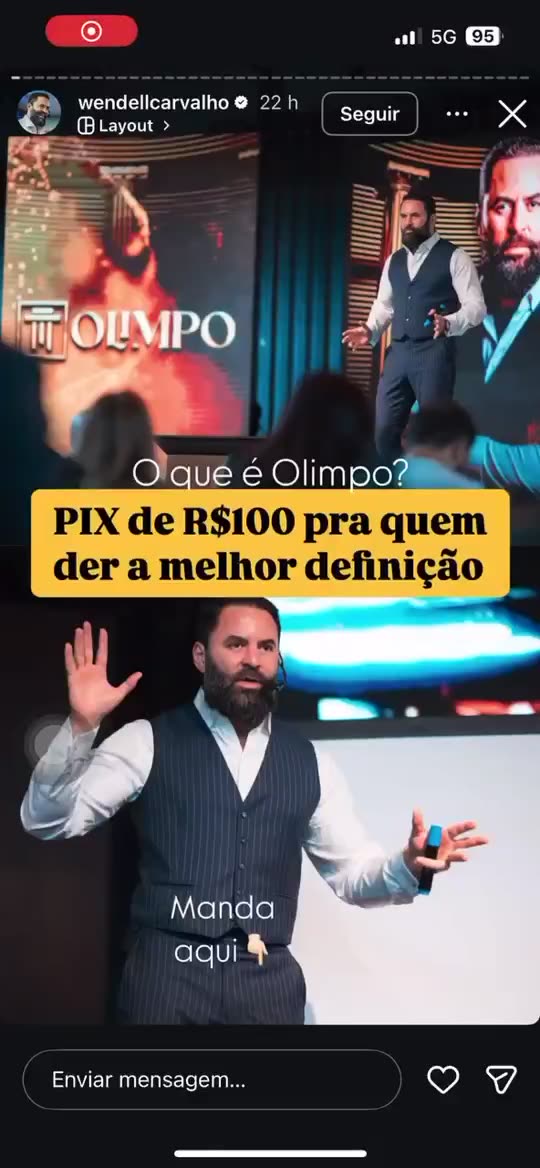 5G 95
wendellcarvalho 22 h
Layout >
Seguir
OLIMPO
O que é Olimpo?
PIX de R$100 pra quem
der a melhor definição
Manda
aqui
Enviar mensagem...